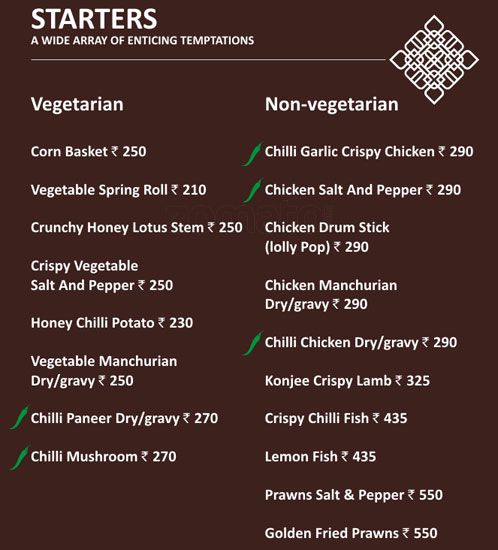 STARTERS
A WIDE ARRAY OF ENTICING TEMPTATIONS
Vegetarian
Corn Basket ₹ 250
Vegetable Spring Roll ₹ 210
Crunchy Honey Lotus Stem ₹ 250
Crispy Vegetable
Salt And Pepper ₹ 250
Honey Chilli Potato ₹ 230
Vegetable Manchurian
Dry/gravy ₹ 250
Chilli Paneer Dry/gravy ₹ 270
Chilli Mushroom ₹ 270
Non-vegetarian
Chilli Garlic Crispy Chicken ₹ 290
Chicken Salt And Pepper ₹ 290
Chicken Drum Stick
(lolly Pop) ₹ 290
Chicken Manchurian
Dry/gravy ₹ 290
Chilli Chicken Dry/gravy ₹ 290
Konjee Crispy Lamb ₹ 325
Crispy Chilli Fish ₹ 435
Lemon Fish ₹ 435
Prawns Salt & Pepper ₹ 550
Golden Fried Prawns ₹ 550